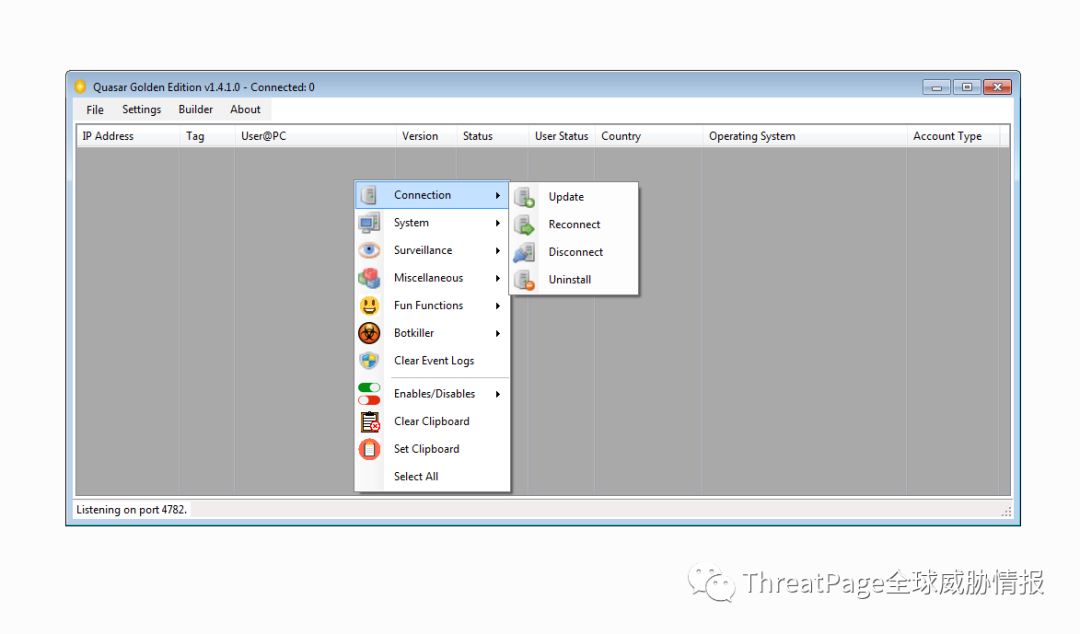 Quasar Golden Edition v1.4.1.0 - Connected: 0
File Settings Builder About
IP Address Tag User@PC Version Status User Status Country Operating System Account Type
Connection
System
Surveillance
Miscellaneous
Fun Functions
Botkiller
Clear Event Logs
Enables/Disables
Clear Clipboard
Set Clipboard
Select All
Update
Reconnect
Disconnect
Uninstall
Listening on port 4782.
ThreatPage全球威胁情报